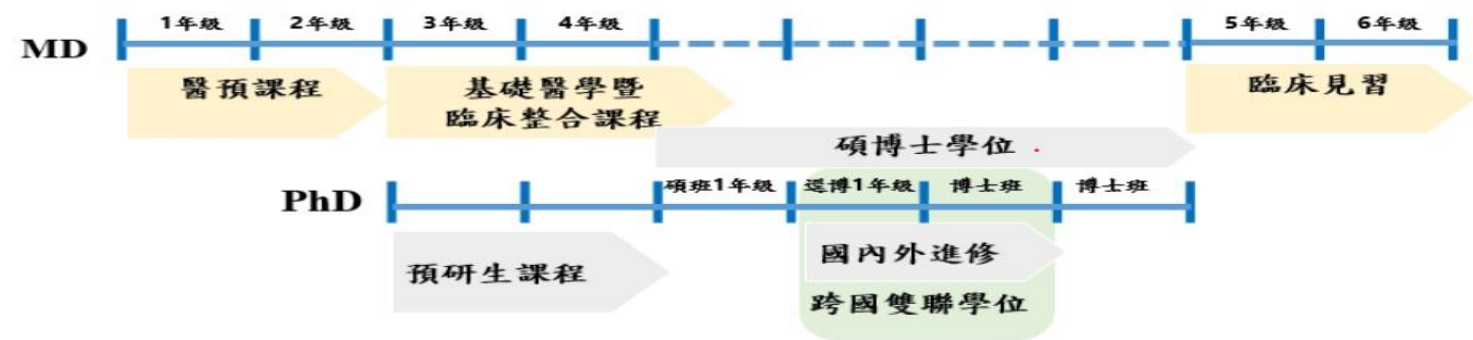 1年級 2年級 3年級 4年級 5年級 6年級
MD
醫預課程 基礎醫學暨 臨床見習
臨床整合課程
碩博士學位
碩班1年級 逕博1年級 博士班 博士班
PhD
國內外進修
預研生課程
跨國雙聯學位